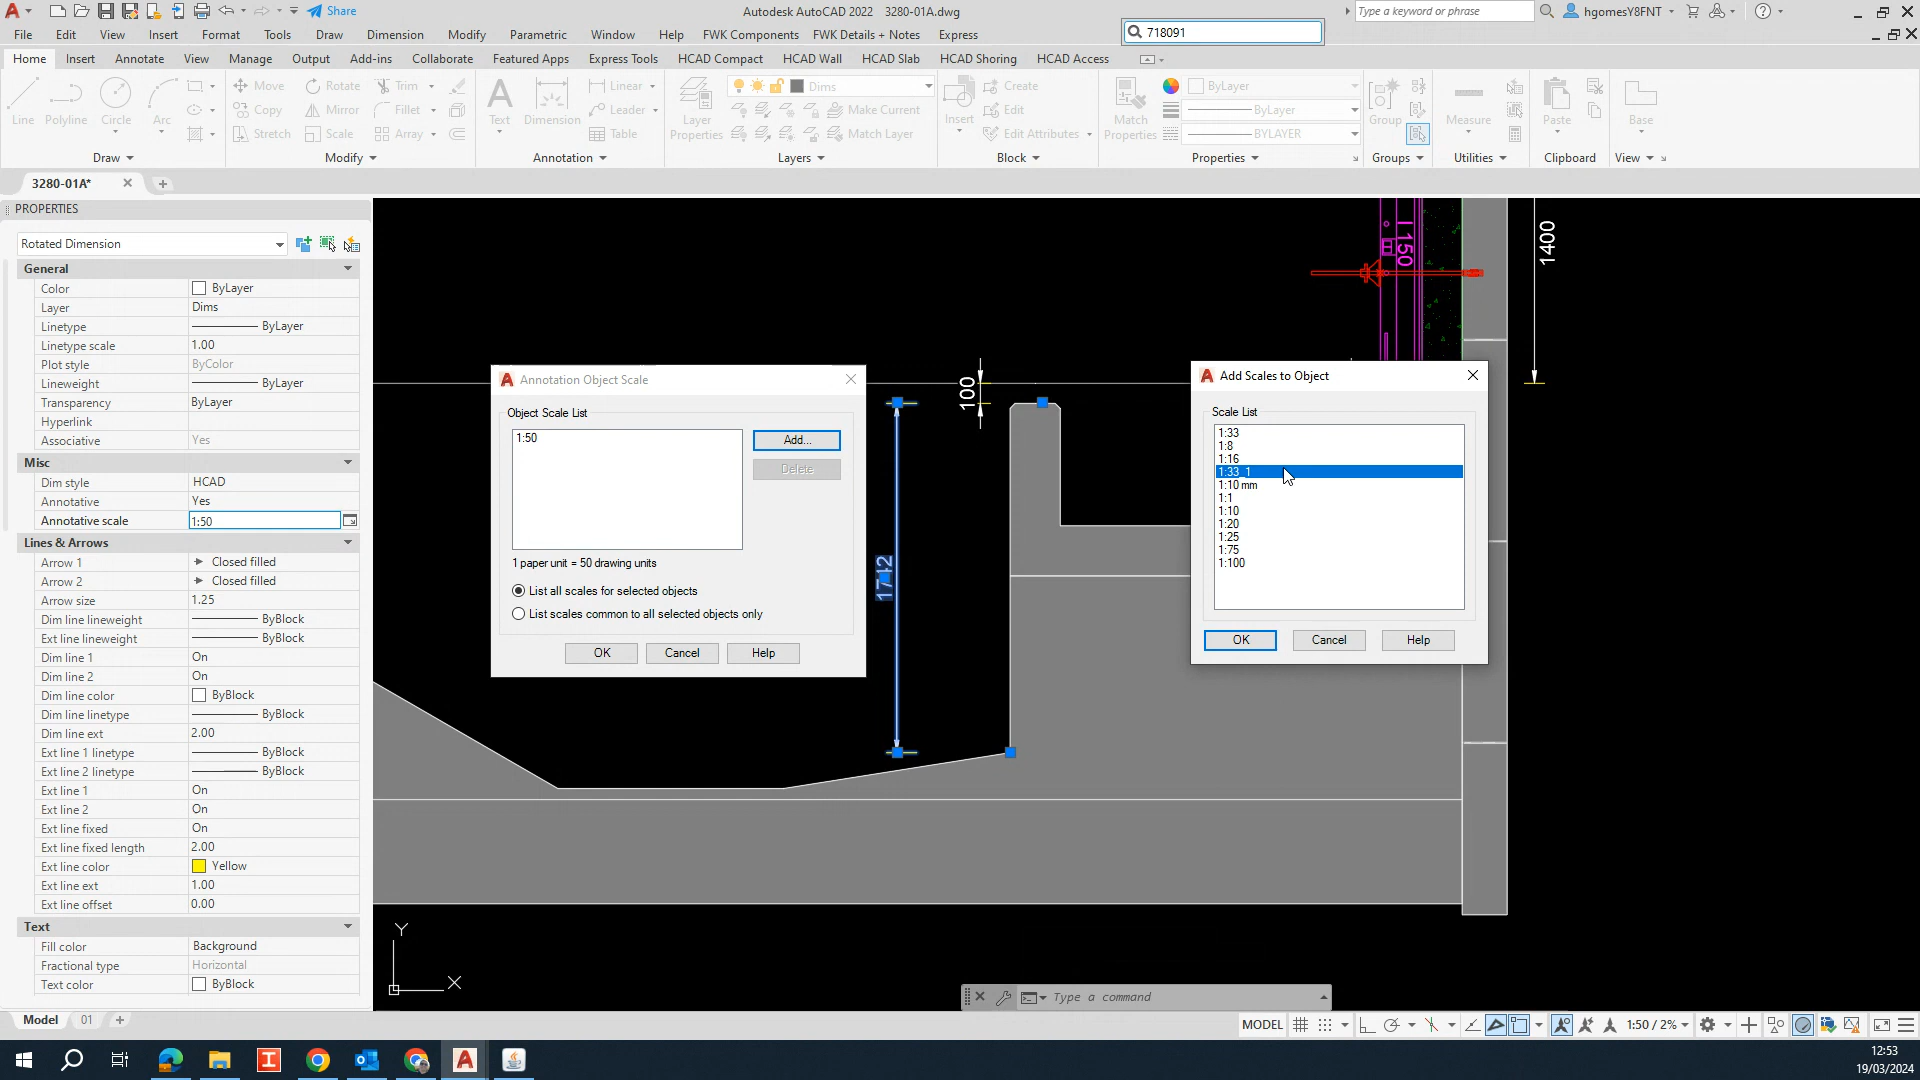 Share
Autodesk AutoCAD 2022 3280-01A.dwg
Type a keyword or phrase
hgomesY8FNT
File Edit View Insert Format Tools Draw Dimension Modify Parametric Window Help FWK Components FWK Details + Notes Express
718091
Home Insert Annotate View Manage Output Add-ins Collaborate Featured Apps Express Tools HCAD Compact HCAD Wall HCAD Slab HCAD Shoring HCAD Access
Line Polyline Circle Arc
Draw
Move Rotate Trim
Copy Mirror Fillet
Stretch Scale Array
Modify
Text Dimension
Linear
Leader
Table
Annotation
Layer Properties
Dims
Make Current
Match Layer
Layers
Insert
Create
Edit
Edit Attributes
Block
Match Properties
ByLayer
ByLayer
BYLAYER
Properties
Group
Groups
Measure
Utilities
Paste
Clipboard
Base
View
3280-01A*
PROPERTIES
Rotated Dimension
General
Color ByLayer
Layer Dims
Linetype ByLayer
Linetype scale 1.00
Plot style ByColor
Lineweight ByLayer
Transparency ByLayer
Hyperlink
Associative Yes
Misc
Dim style HCAD
Annotative Yes
Annotative scale 1:50
Lines & Arrows
Arrow 1 Closed filled
Arrow 2 Closed filled
Arrow size 1.25
Dim line lineweight ByBlock
Ext line lineweight ByBlock
Dim line 1 On
Dim line 2 On
Dim line color ByBlock
Dim line linetype ByBlock
Dim line ext 2.00
Ext line 1 linetype ByBlock
Ext line 2 linetype ByBlock
Ext line 1 On
Ext line 2 On
Ext line fixed On
Ext line fixed length 2.00
Ext line color Yellow
Ext line ext 1.00
Ext line offset 0.00
Text
Fill color Background
Fractional type Horizontal
Text color ByBlock
Annotation Object Scale
Object Scale List
1:50
Add...
Delete
1 paper unit = 50 drawing units
List all scales for selected objects
List scales common to all selected objects only
OK Cancel Help
1742
100
I 150
1400
Add Scales to Object
Scale List
1:33
1:8
1:16
1:33_1
1:10 mm
1:1
1:10
1:20
1:25
1:75
1:100
OK Cancel Help
Y
X
Type a command
Model 01
MODEL
1:50 / 2%
12:53
19/03/2024